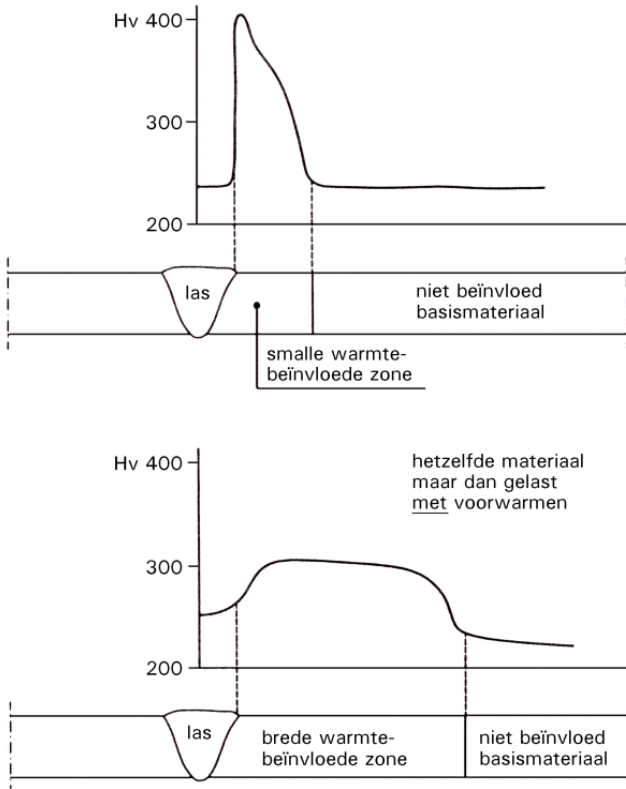 Hv 400
300
200
las
niet beïnvloed
basismateriaal
smalle warmte-
beïnvloede zone
Hv 400
hetzelfde materiaal
maar dan gelast
met voorwarmen
300
200
las
brede warmte-
beïnvloede zone
niet beïnvloed
basismateriaal